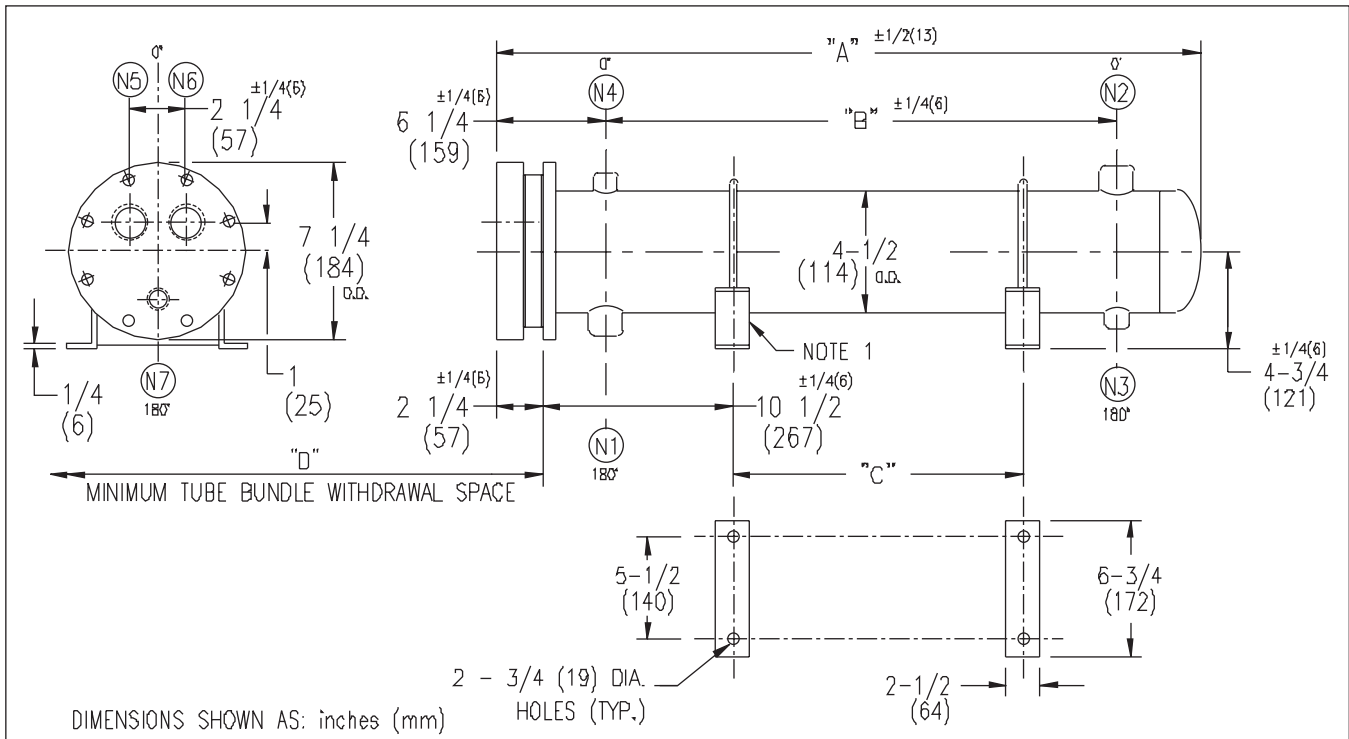 0°
N5 N6
±1/4(6)
2 1/4
(57)
7 1/4
(184)
O.D.
1/4
(6)
N7
180°
1
(25)
"A" ±1/2(13)
0°
N4
0°
N2
±1/4(6)
6 1/4
(159)
"B" ±1/4(6)
4-1/2
(114) O.D.
NOTE 1
±1/4(6)
2 1/4
(57)
±1/4(6)
10 1/2
(267)
±1/4(6)
4-3/4
(121)
N1
180°
N3
180°
"D"
MINIMUM TUBE BUNDLE WITHDRAWAL SPACE
"C"
5-1/2
(140)
6-3/4
(172)
2 - 3/4 (19) DIA.
HOLES (TYP.)
2-1/2
(64)
DIMENSIONS SHOWN AS: inches (mm)